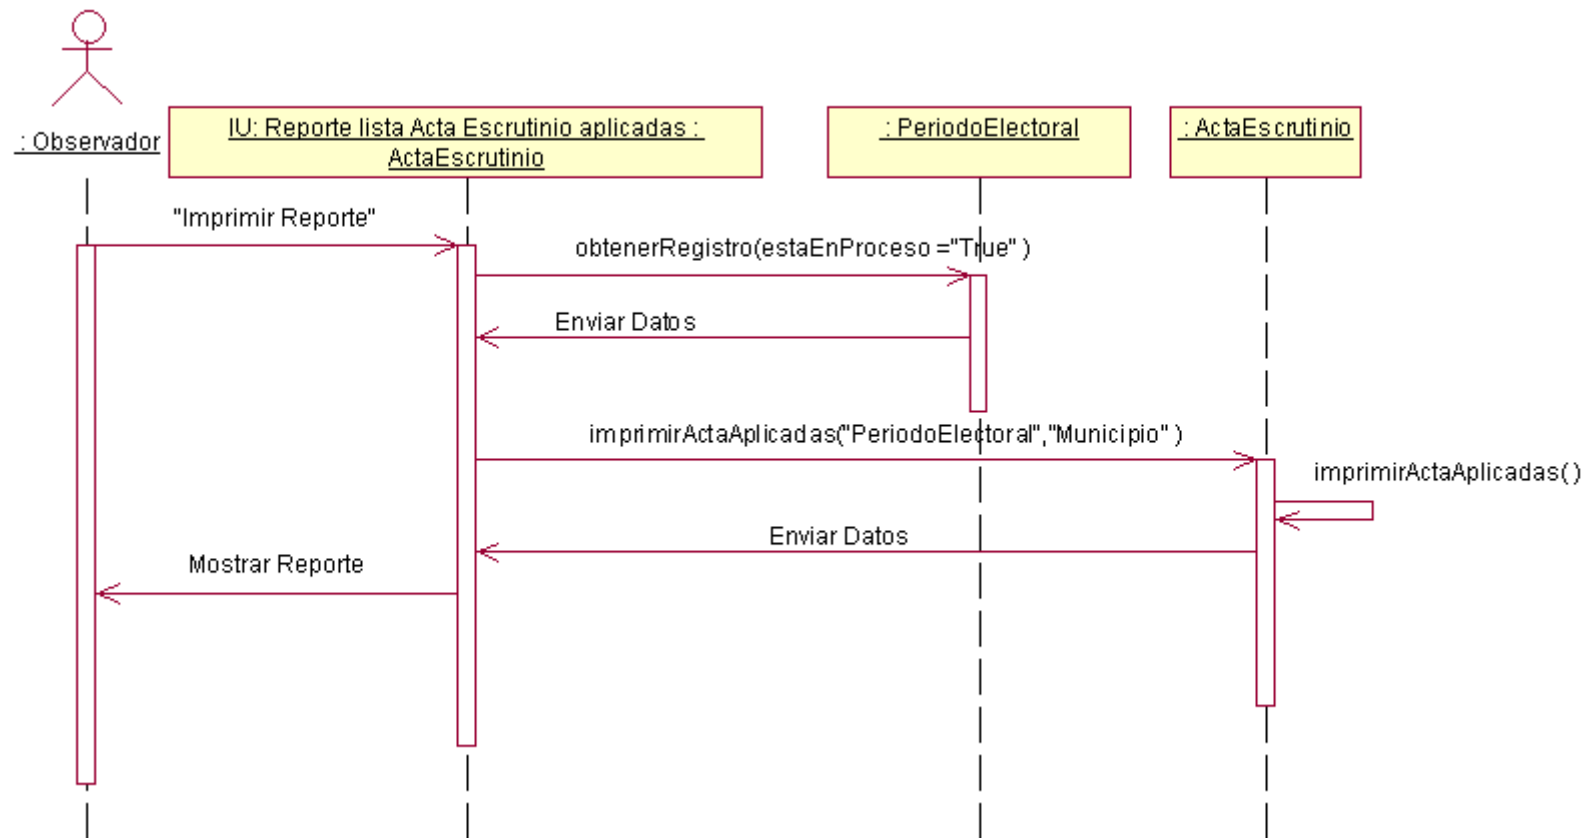 : Observador
IU: Reporte lista Acta Escrutinio aplicadas :
ActaEscrutinio
: PeriodoElectoral
: ActaEscrutinio
"Imprimir Reporte"
obtenerRegistro(estaEnProceso ="True" )
Enviar Datos
imprimirActaAplicadas("PeriodoElectoral","Municipio" )
imprimirActaAplicadas( )
Enviar Datos
Mostrar Reporte